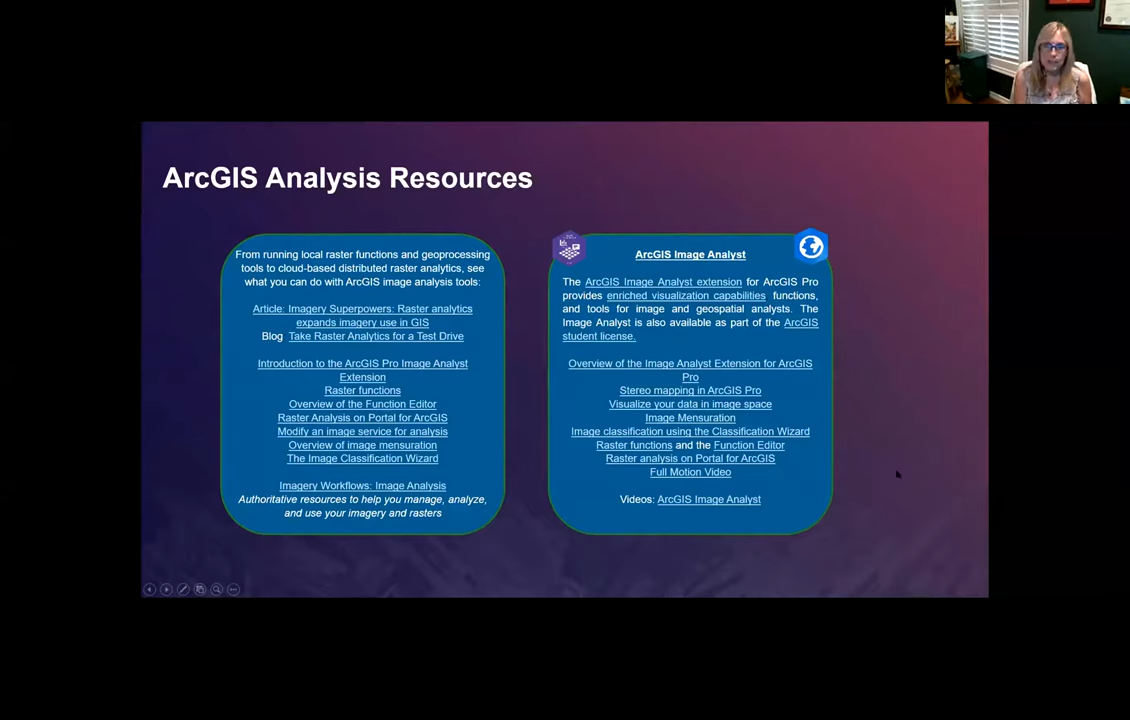 ArcGIS Analysis Resources
From running local raster functions and geoprocessing
tools to cloud-based distributed raster analytics, see
what you can do with ArcGIS image analysis tools:
Article: Imagery Superpowers: Raster analytics
expands imagery use in GIS
Blog Take Raster Analytics for a Test Drive
Introduction to the ArcGIS Pro Image Analyst
Extension
Raster functions
Overview of the Function Editor
Raster Analysis on Portal for ArcGIS
Modify an image service for analysis
Overview of image mensuration
The Image Classification Wizard
Imagery Workflows: Image Analysis
Authoritative resources to help you manage, analyze,
and use your imagery and rasters
ArcGIS Image Analyst
The ArcGIS Image Analyst extension for ArcGIS Pro
provides enriched visualization capabilities functions,
and tools for image and geospatial analysts. The
Image Analyst is also available as part of the ArcGIS
student license.
Overview of the Image Analyst Extension for ArcGIS
Pro
Stereo mapping in ArcGIS Pro
Visualize your data in image space
Image Mensuration
Image classification using the Classification Wizard
Raster functions and the Function Editor
Raster analysis on Portal for ArcGIS
Full Motion Video
Videos: ArcGIS Image Analyst